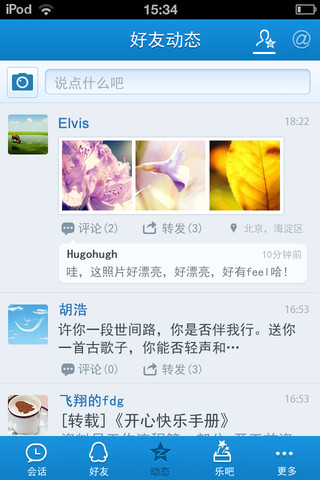 iPod 15:34
好友动态 @
说点什么吧
Elvis 18:22
评论(2) 转发(3) 北京，海淀区
Hugohugh 10分钟前
哇，这照片好漂亮，好漂亮，好有feel哈！
胡浩 16:53
许你一段世间路，你是否伴我行。送你
一首古歌子，你能否轻声和…
评论(0) 转发(3)
飞翔的fdg 16:53
[转载]《开心快乐手册》
会话 好友 动态 乐吧 更多